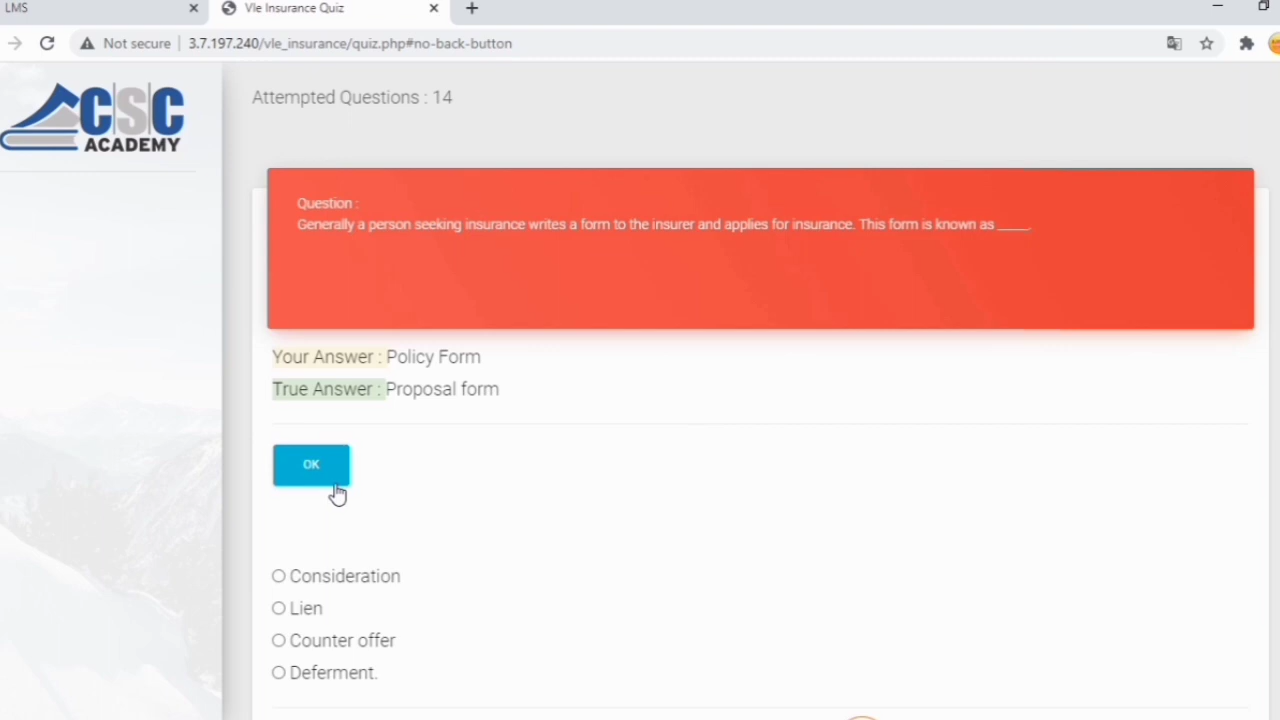 LMS
Vle Insurance Quiz
Not secure
3.7.197.240/vle_insurance/quiz.php#no-back-button
CSC
ACADEMY
Attempted Questions : 14
Question :
Generally a person seeking insurance writes a form to the insurer and applies for insurance. This form is known as _____.
Your Answer : Policy Form
True Answer : Proposal form
OK
Consideration
Lien
Counter offer
Deferment.